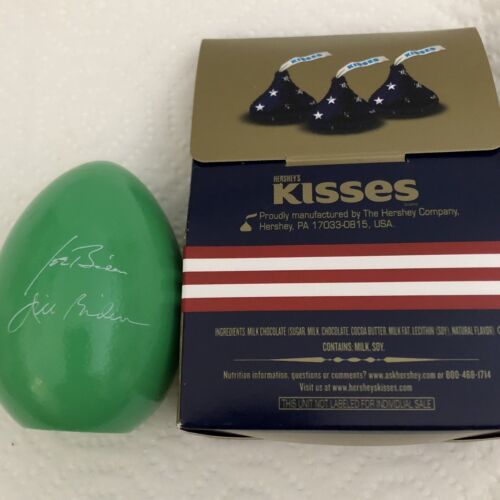 KISSES
KISSES
KISSES
HERSHEY'S
KISSES
Proudly manufactured by The Hershey Company,
Hershey, PA 17033-0815, USA.
Joe Biden
Jill Biden
INGREDIENTS: MILK CHOCOLATE (SUGAR, MILK, CHOCOLATE, COCOA BUTTER, MILK FAT, LECITHIN (SOY), NATURAL FLAVOR)
CONTAINS: MILK, SOY.
Nutrition information, questions or comments? www.askhershey.com or 800-468-1714
Visit us at www.hersheyskisses.com
THIS UNIT NOT LABELED FOR INDIVIDUAL SALE